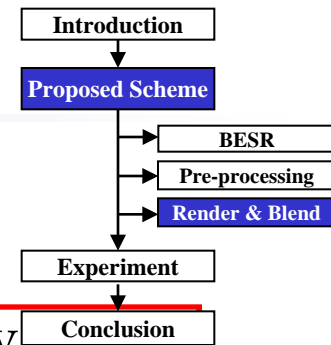 Introduction
Proposed Scheme
BESR
Pre-processing
Render & Blend
Experiment
Conclusion